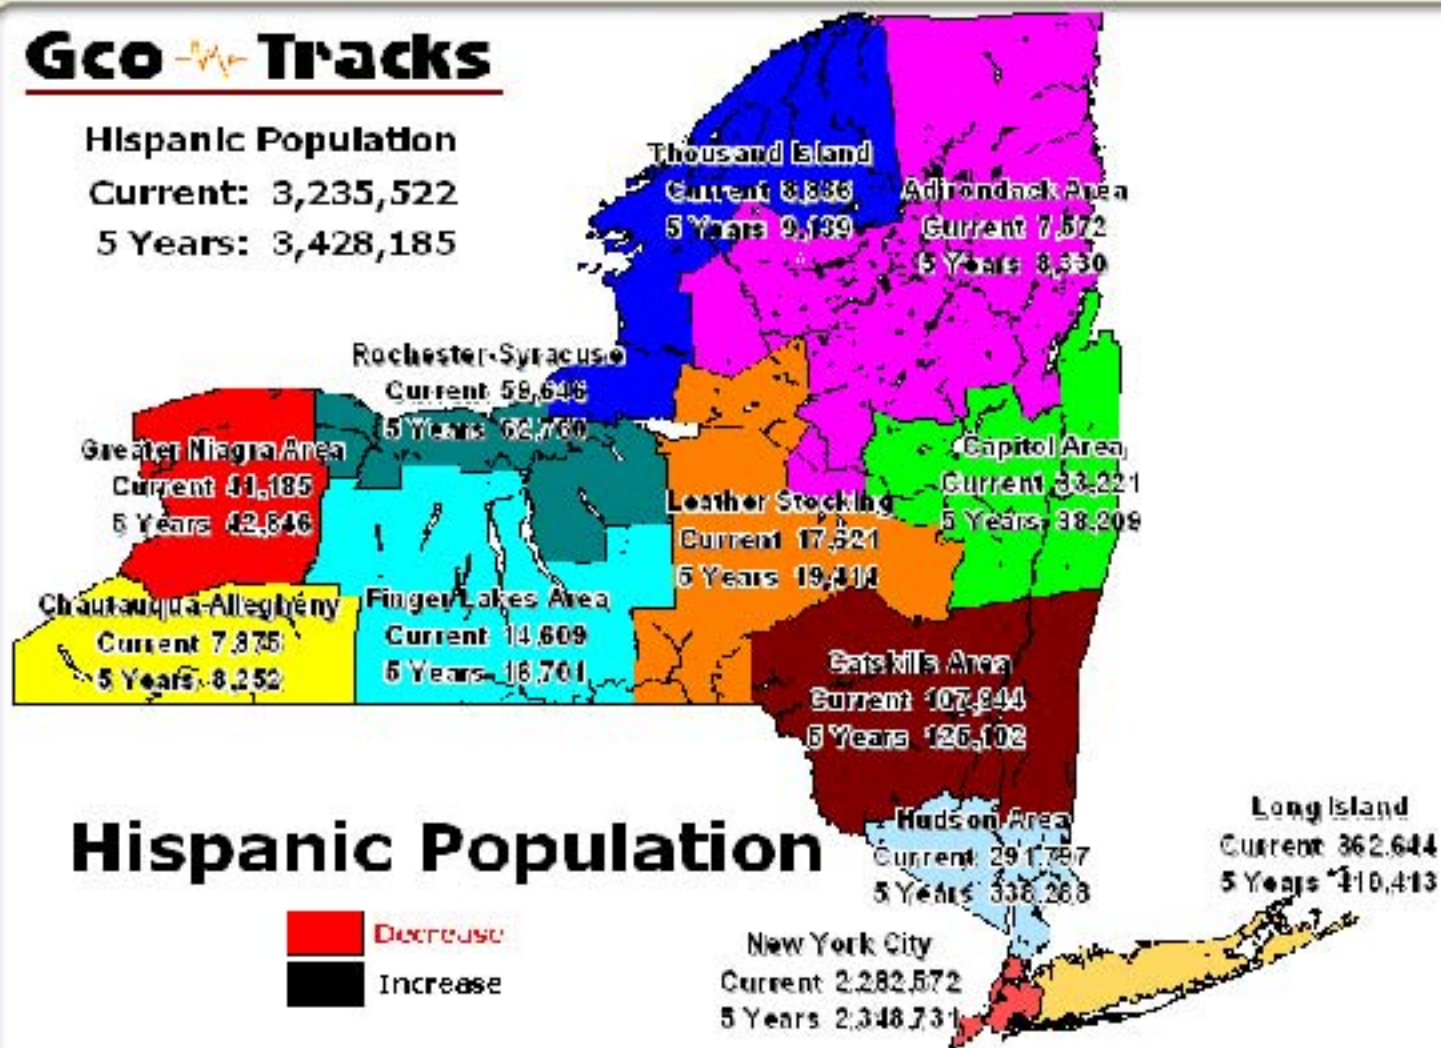 Geo Tracks
Hispanic Population
Current: 3,235,522
5 Years: 3,428,185
Thousand Island
Current 8,836
5 Years 9,139
Adirondack Area
Current 7,572
5 Years 8,330
Rochester-Syracuse
Current 59,646
5 Years 62,760
Greater Niagra Area
Current 41,185
5 Years 42,846
Capitol Area
Current 33,221
5 Years 38,209
Leather Stocking
Current 17,621
5 Years 19,414
Chautauqua-Allegheny
Current 7,875
5 Years 8,252
Finger Lakes Area
Current 14,609
5 Years 16,701
Catskills Area
Current 107,944
5 Years 125,102
Hudson Area
Current 291,797
5 Years 338,288
Long Island
Current 362,644
5 Years 410,413
New York City
Current 2,282,572
5 Years 2,348,731
Hispanic Population
Decrease
Increase